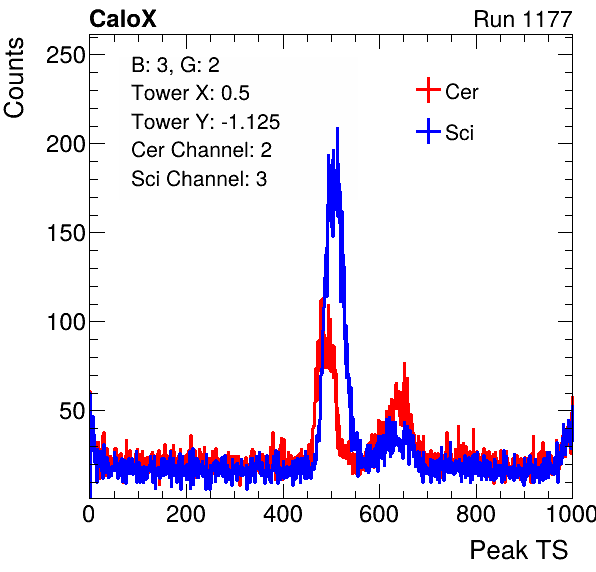 CaloX
Run 1177
Counts
250
200
150
100
50
B: 3, G: 2
Tower X: 0.5
Tower Y: -1.125
Cer Channel: 2
Sci Channel: 3
Cer
Sci
0
200
400
600
800
1000
Peak TS